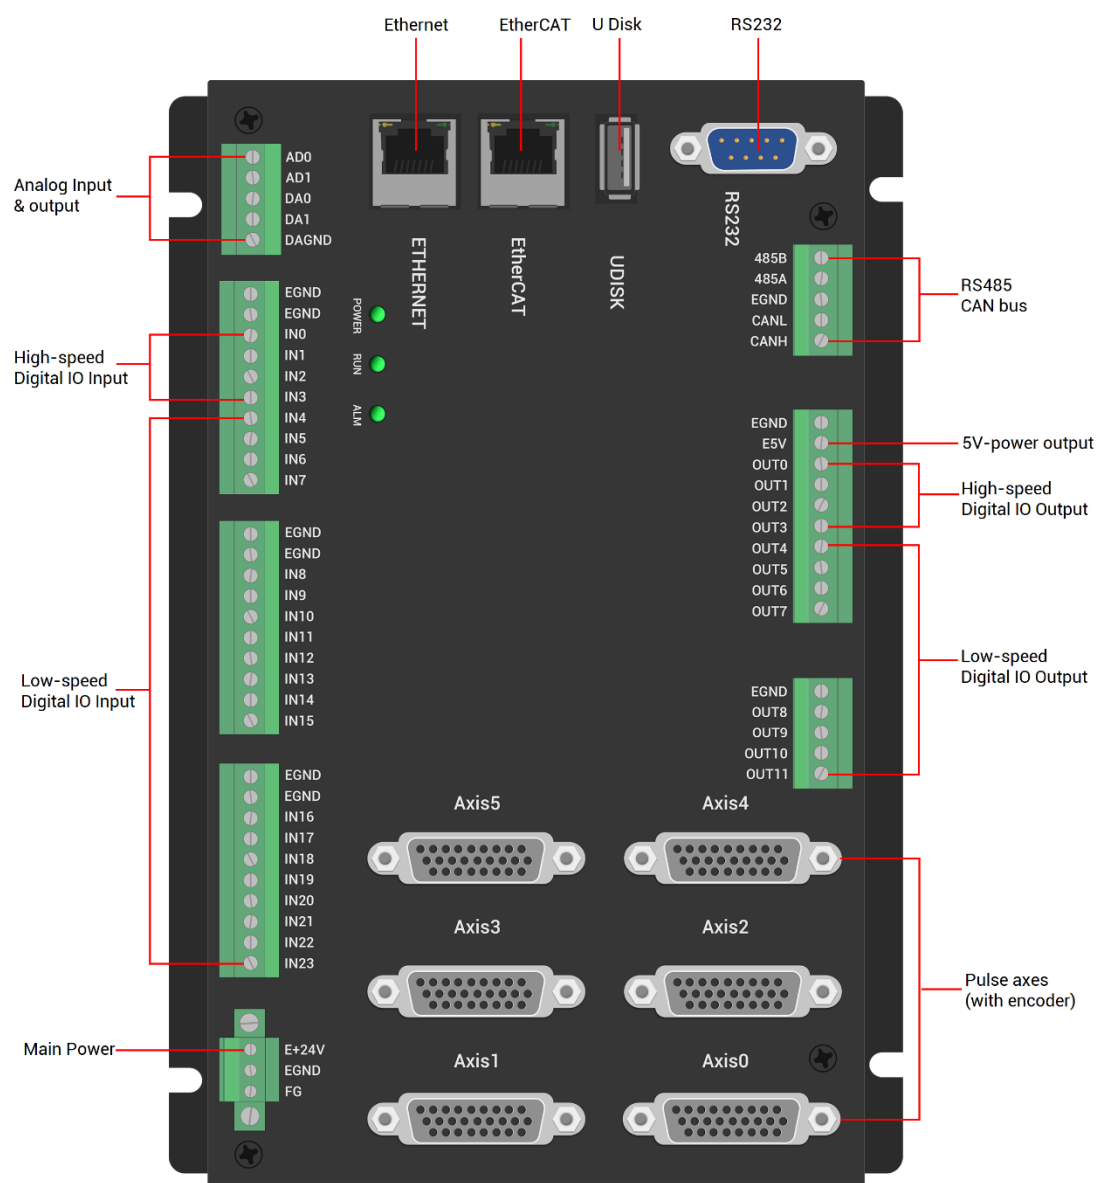 Ethernet
EtherCAT
U Disk
RS232
Analog Input
& output
AD0
AD1
DA0
DA1
DAGND
ETHERNET
EtherCAT
UDISK
RS232
485B
485A
EGND
CANL
CANH
RS485
CAN bus
High-speed
Digital IO Input
EGND
EGND
IN0
IN1
IN2
IN3
IN4
IN5
IN6
IN7
POWER
RUN
ALM
EGND
E5V
OUT0
OUT1
OUT2
OUT3
OUT4
OUT5
OUT6
OUT7
5V-power output
High-speed
Digital IO Output
Low-speed
Digital IO Input
EGND
EGND
IN8
IN9
IN10
IN11
IN12
IN13
IN14
IN15
Low-speed
Digital IO Output
EGND
OUT8
OUT9
OUT10
OUT11
EGND
EGND
IN16
IN17
IN18
IN19
IN20
IN21
IN22
IN23
Axis5
Axis4
Axis3
Axis2
Axis1
Axis0
Pulse axes
(with encoder)
Main Power
E+24V
EGND
FG